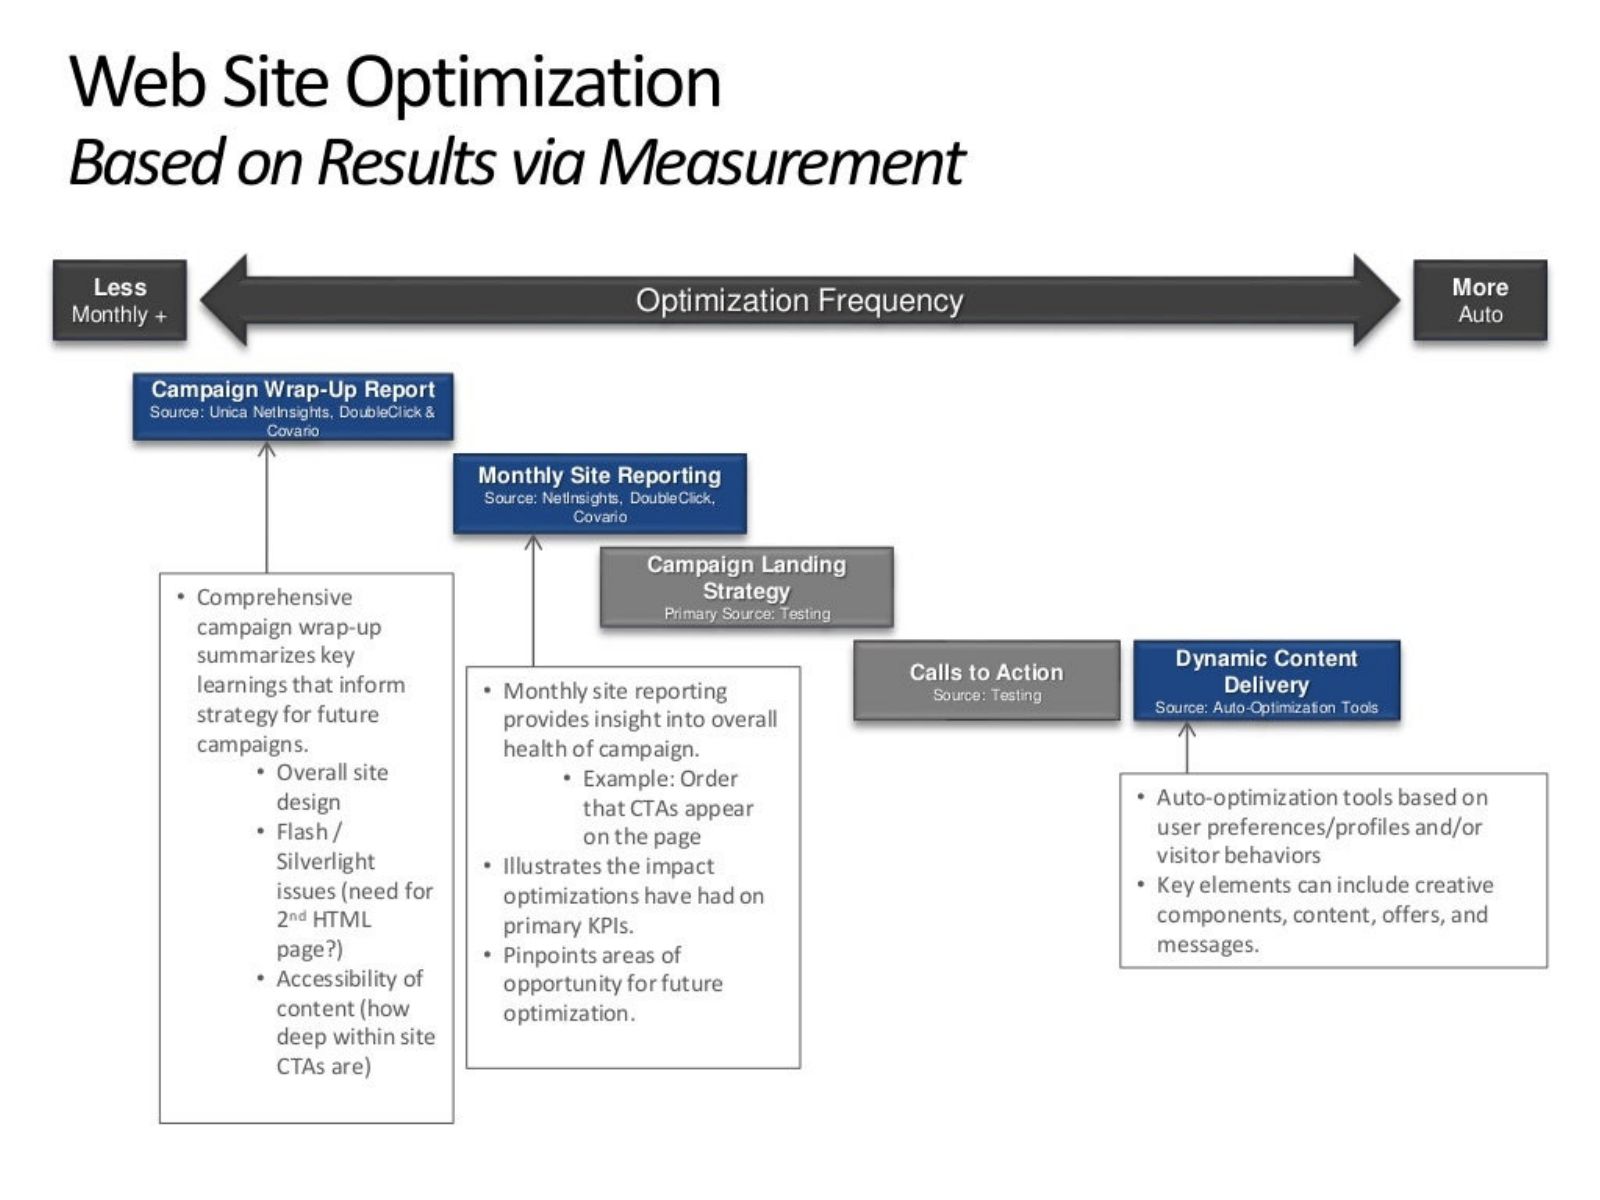 Web Site Optimization
Based on Results via Measurement
Less
Monthly +
Optimization Frequency
More
Auto
Campaign Wrap-Up Report
Source: Unica NetInsights, DoubleClick &
Covario
Monthly Site Reporting
Source: NetInsights, DoubleClick,
Covario
Campaign Landing
Strategy
Primary Source: Testing
Calls to Action
Source: Testing
Dynamic Content
Delivery
Source: Auto-Optimization Tools
• Comprehensive
campaign wrap-up
summarizes key
learnings that inform
strategy for future
campaigns.
• Overall site
design
• Flash /
Silverlight
issues (need for
2nd HTML
page?)
• Accessibility of
content (how
deep within site
CTAs are)
• Monthly site reporting
provides insight into overall
health of campaign.
• Example: Order
that CTAs appear
on the page
• Illustrates the impact
optimizations have had on
primary KPIs.
• Pinpoints areas of
opportunity for future
optimization.
• Auto-optimization tools based on
user preferences/profiles and/or
visitor behaviors
• Key elements can include creative
components, content, offers, and
messages.